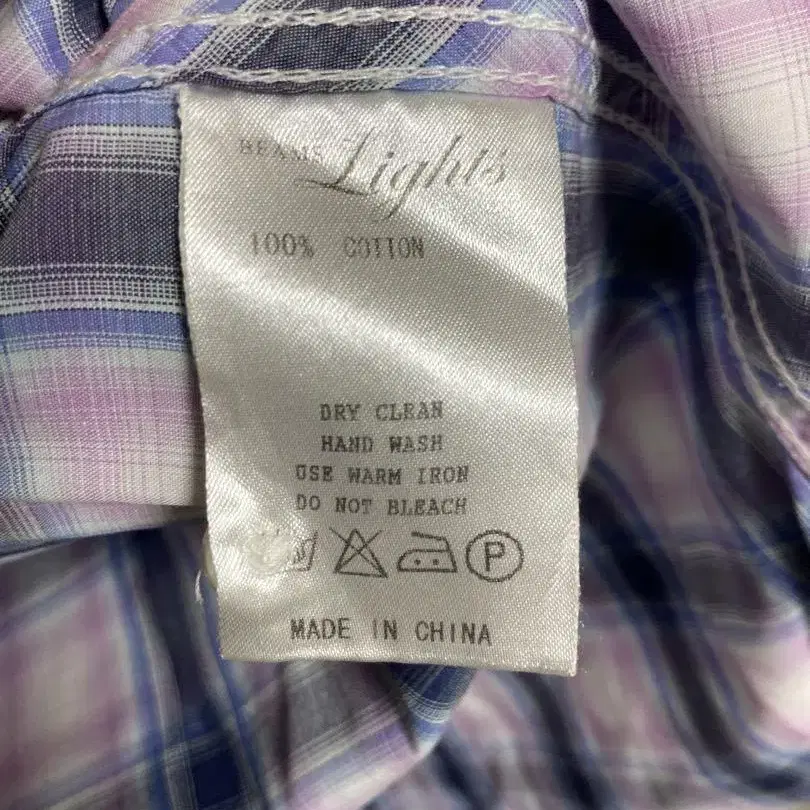 BEAMS Lights
100% COTTON
DRY CLEAN
HAND WASH
USE WARM IRON
DO NOT BLEACH
P
MADE IN CHINA